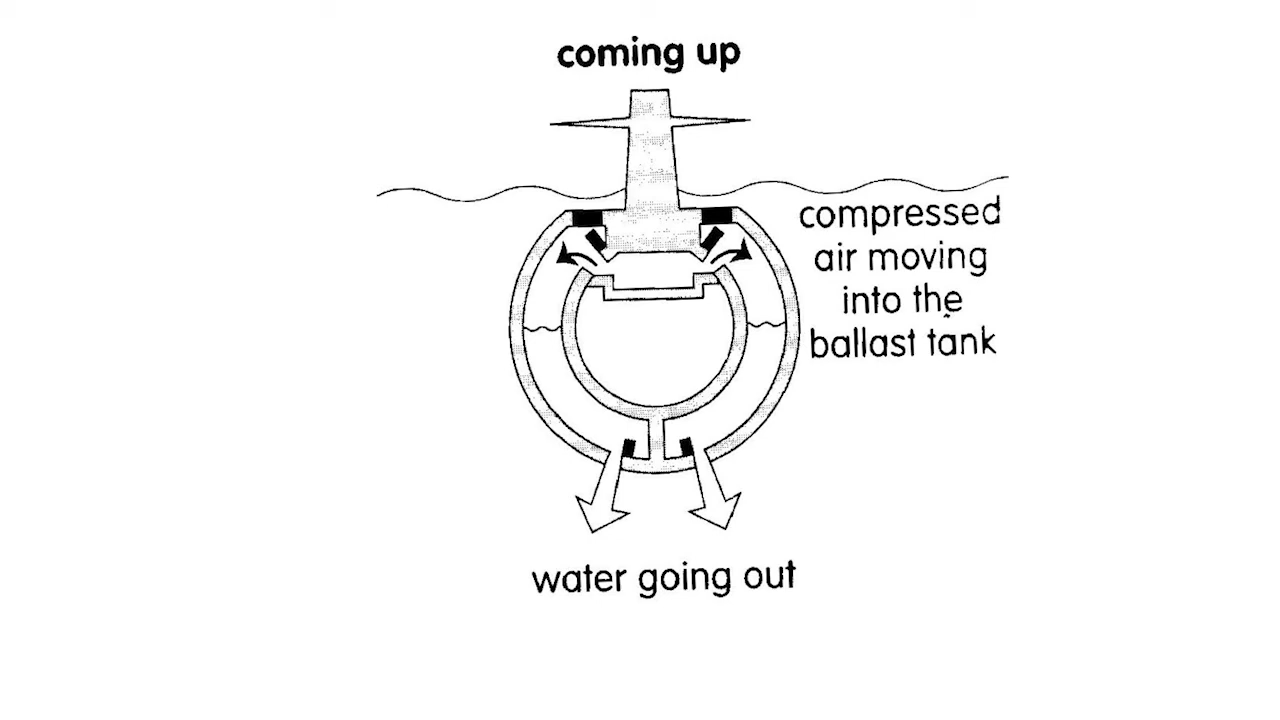 coming up
compressed
air moving
into the
ballast tank
water going out